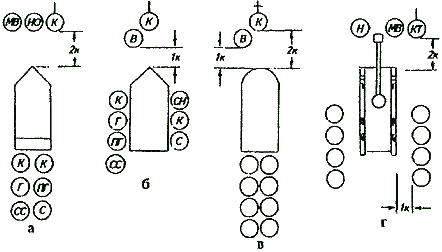 МВ НО К
2к
К К
Г ПГ
СС С
а
К
В
1к
К СН
Г К
ПГ С
СС
б
К
В
1к 2к
в
Н МВ КТ
2к
1к
г